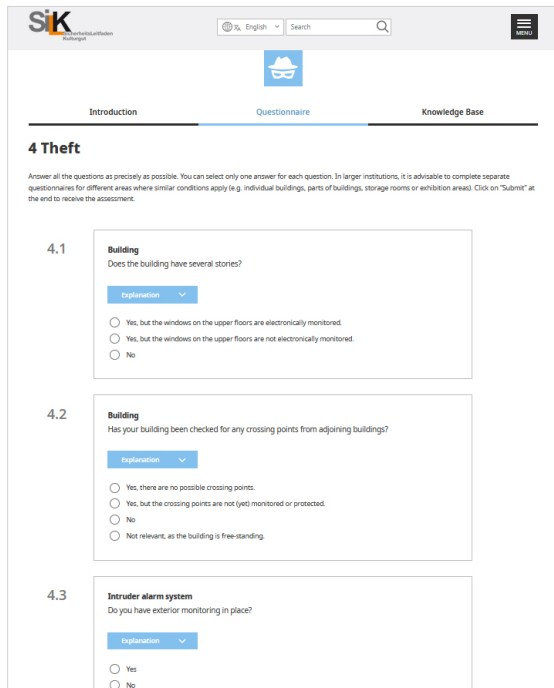 SiLK
SicherheitsLeitfaden
Kulturgut
English
Search
MENU
Introduction
Questionnaire
Knowledge Base
4 Theft
Answer all the questions as precisely as possible. You can select only one answer for each question. In larger institutions, it is advisable to complete separate
questionnaires for different areas where similar conditions apply (e.g. individual buildings, parts of buildings, storage rooms or exhibition areas). Click on "Submit" at
the end to receive the assessment.
4.1
Building
Does the building have several stories?
Explanation
Yes, but the windows on the upper floors are electronically monitored.
Yes, but the windows on the upper floors are not electronically monitored.
No
4.2
Building
Has your building been checked for any crossing points from adjoining buildings?
Explanation
Yes, there are no possible crossing points.
Yes, but the crossing points are not (yet) monitored or protected.
No
Not relevant, as the building is free-standing.
4.3
Intruder alarm system
Do you have exterior monitoring in place?
Explanation
Yes
No